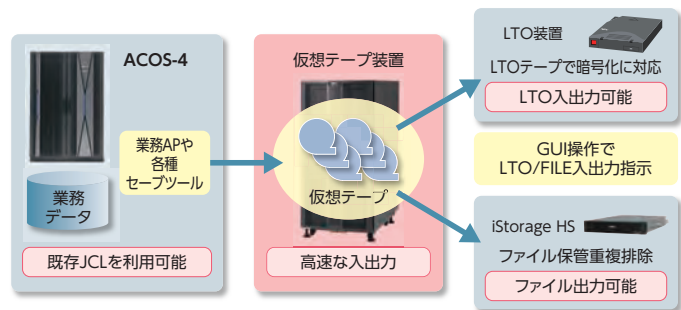 ACOS-4
業務APや
各種
セーブツール
業務
データ
既存JCLを利用可能
仮想テープ装置
仮想テープ
高速な入出力
LTO装置
LTOテープで暗号化に対応
LTO入出力可能
GUI操作で
LTO/FILE入出力指示
iStorage HS
ファイル保管重複排除
ファイル出力可能